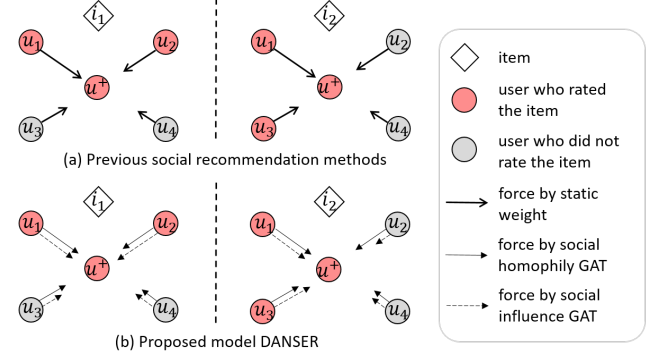 i₁ i₂
u₁ u₂ u₁ u₂
u⁺ u⁺
u₃ u₄ u₃ u₄
(a) Previous social recommendation methods
i₁ i₂
u₁ u₂ u₁ u₂
u⁺ u⁺
u₃ u₄ u₃ u₄
(b) Proposed model DANSER
item
user who rated
the item
user who did not
rate the item
force by static
weight
force by social
homophily GAT
force by social
influence GAT